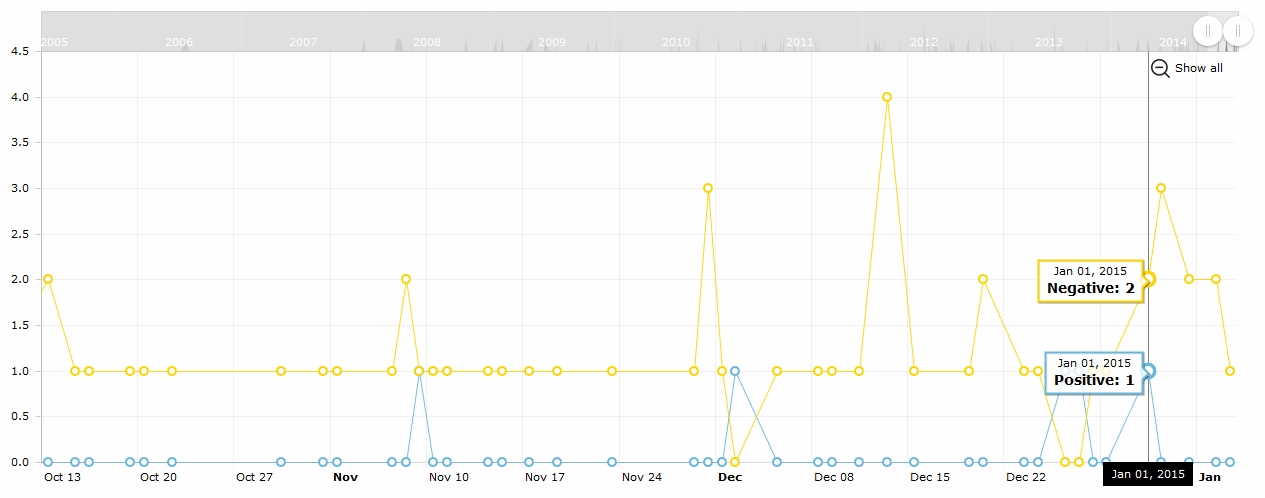 2005 2006 2007 2008 2009 2010 2011 2012 2013 2014
4.5
Show all
4.0
3.5
3.0
2.5
Jan 01, 2015
2.0
Negative: 2
1.5
Jan 01, 2015
1.0
Positive: 1
0.5
0.0
Oct 13 Oct 20 Oct 27 Nov Nov 10 Nov 17 Nov 24 Dec Dec 08 Dec 15 Dec 22 Jan 01, 2015 Jan